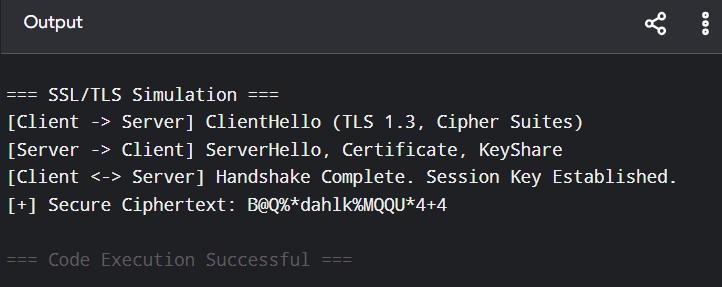 Output
=== SSL/TLS Simulation ===
[Client -> Server] ClientHello (TLS 1.3, Cipher Suites)
[Server -> Client] ServerHello, Certificate, KeyShare
[Client <-> Server] Handshake Complete. Session Key Established.
[+] Secure Ciphertext: B@Q%*dahlk%MQQU*4+4
=== Code Execution Successful ===